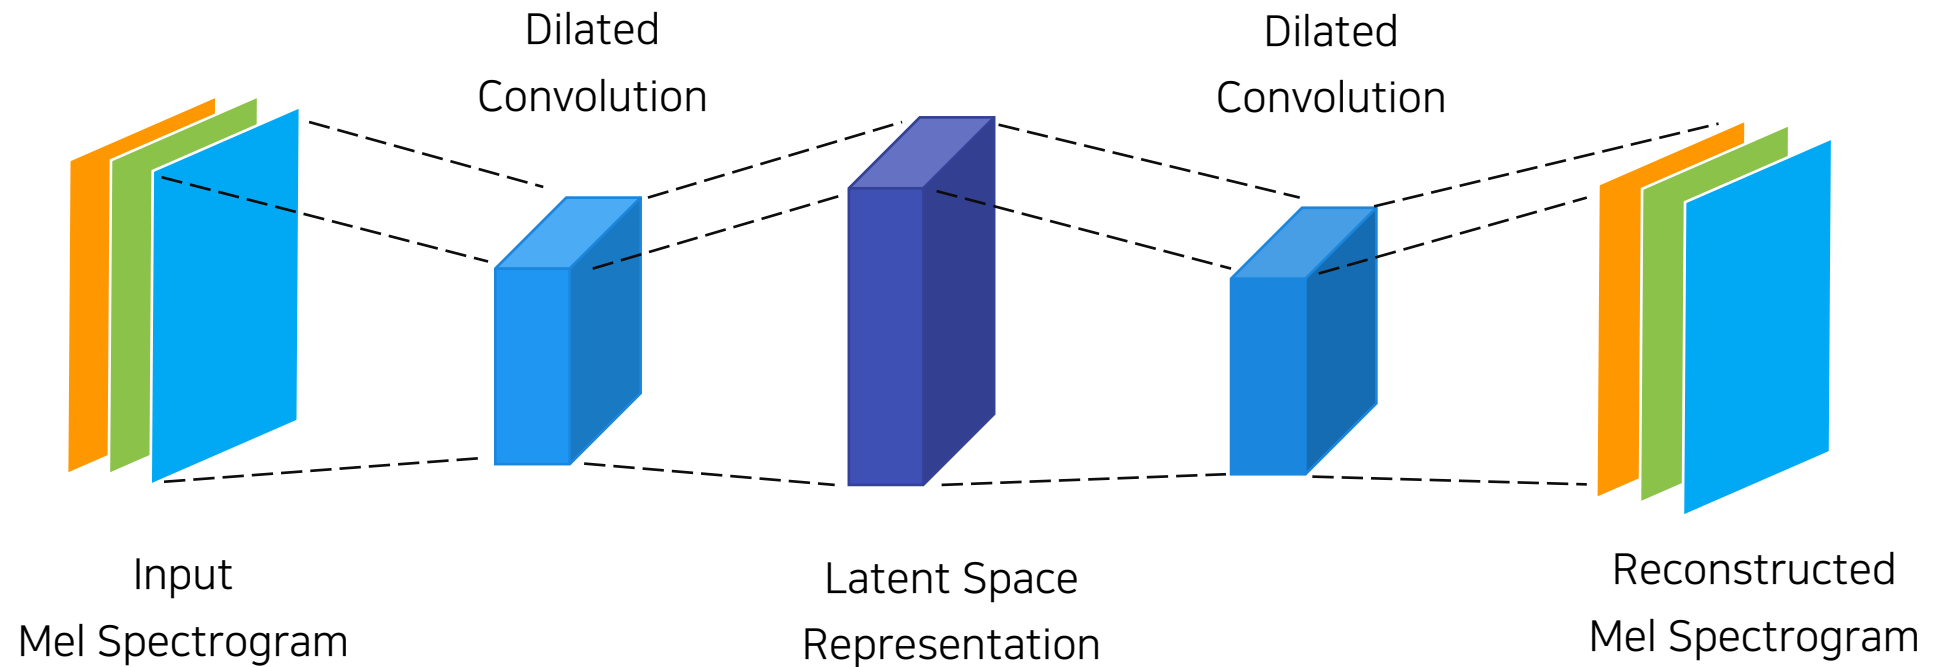 Dilated
Convolution
Dilated
Convolution
Input
Mel Spectrogram
Latent Space
Representation
Reconstructed
Mel Spectrogram